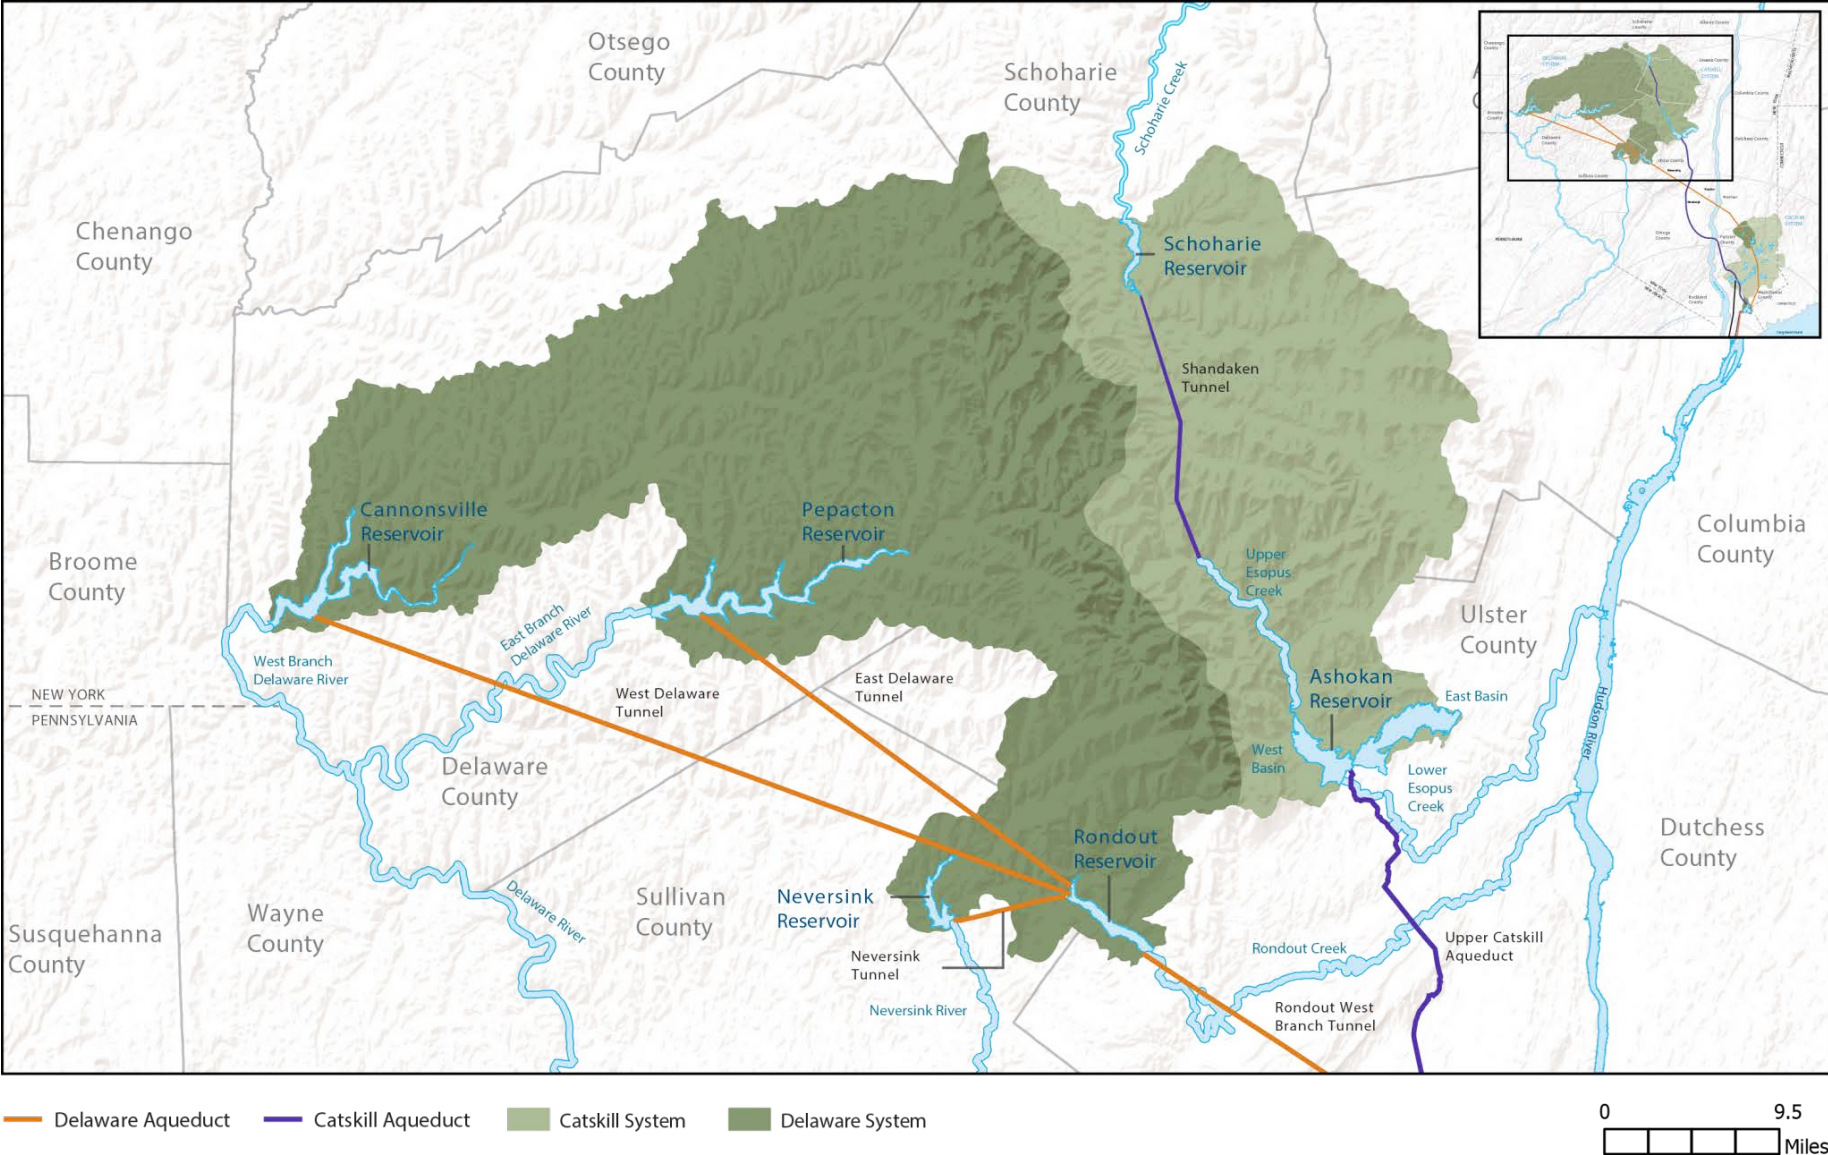 Otsego
County
Schoharie
County
Schoharie Creek
Chenango
County
Schoharie
Reservoir
Shandaken
Tunnel
Cannonsville
Reservoir
Pepacton
Reservoir
Columbia
County
Broome
County
Upper
Esopus
Creek
Ulster
County
East Branch
Delaware River
West Branch
Delaware River
NEW YORK
PENNSYLVANIA
West Delaware
Tunnel
East Delaware
Tunnel
Ashokan
Reservoir
East Basin
Hudson River
West
Basin
Delaware
County
Lower
Esopus
Creek
Rondout
Reservoir
Dutchess
County
Neversink
Reservoir
Sullivan
County
Wayne
County
Delaware River
Susquehanna
County
Neversink
Tunnel
Rondout Creek
Upper Catskill
Aqueduct
Neversink River
Rondout West
Branch Tunnel
Delaware Aqueduct
Catskill Aqueduct
Catskill System
Delaware System
0 9.5
Miles